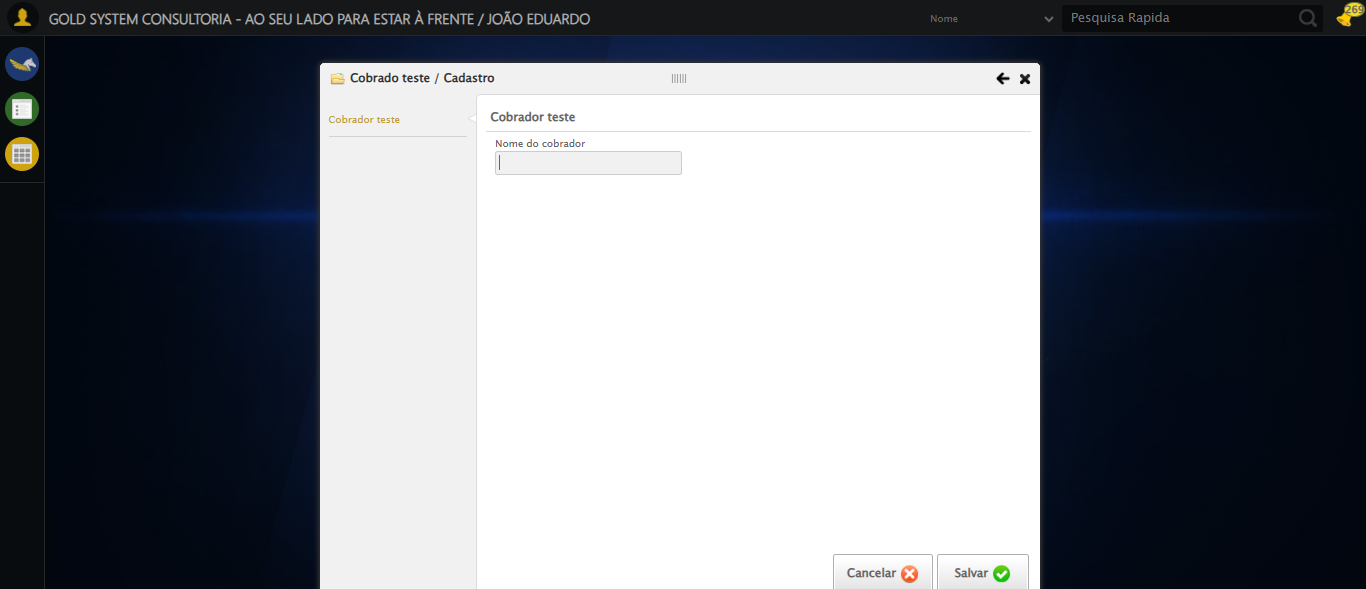 GOLD SYSTEM CONSULTORIA - AO SEU LADO PARA ESTAR À FRENTE / JOÃO EDUARDO
Nome
Pesquisa Rapida
269
Cobrado teste / Cadastro
Cobrador teste
Cobrador teste
Nome do cobrador
Cancelar
Salvar